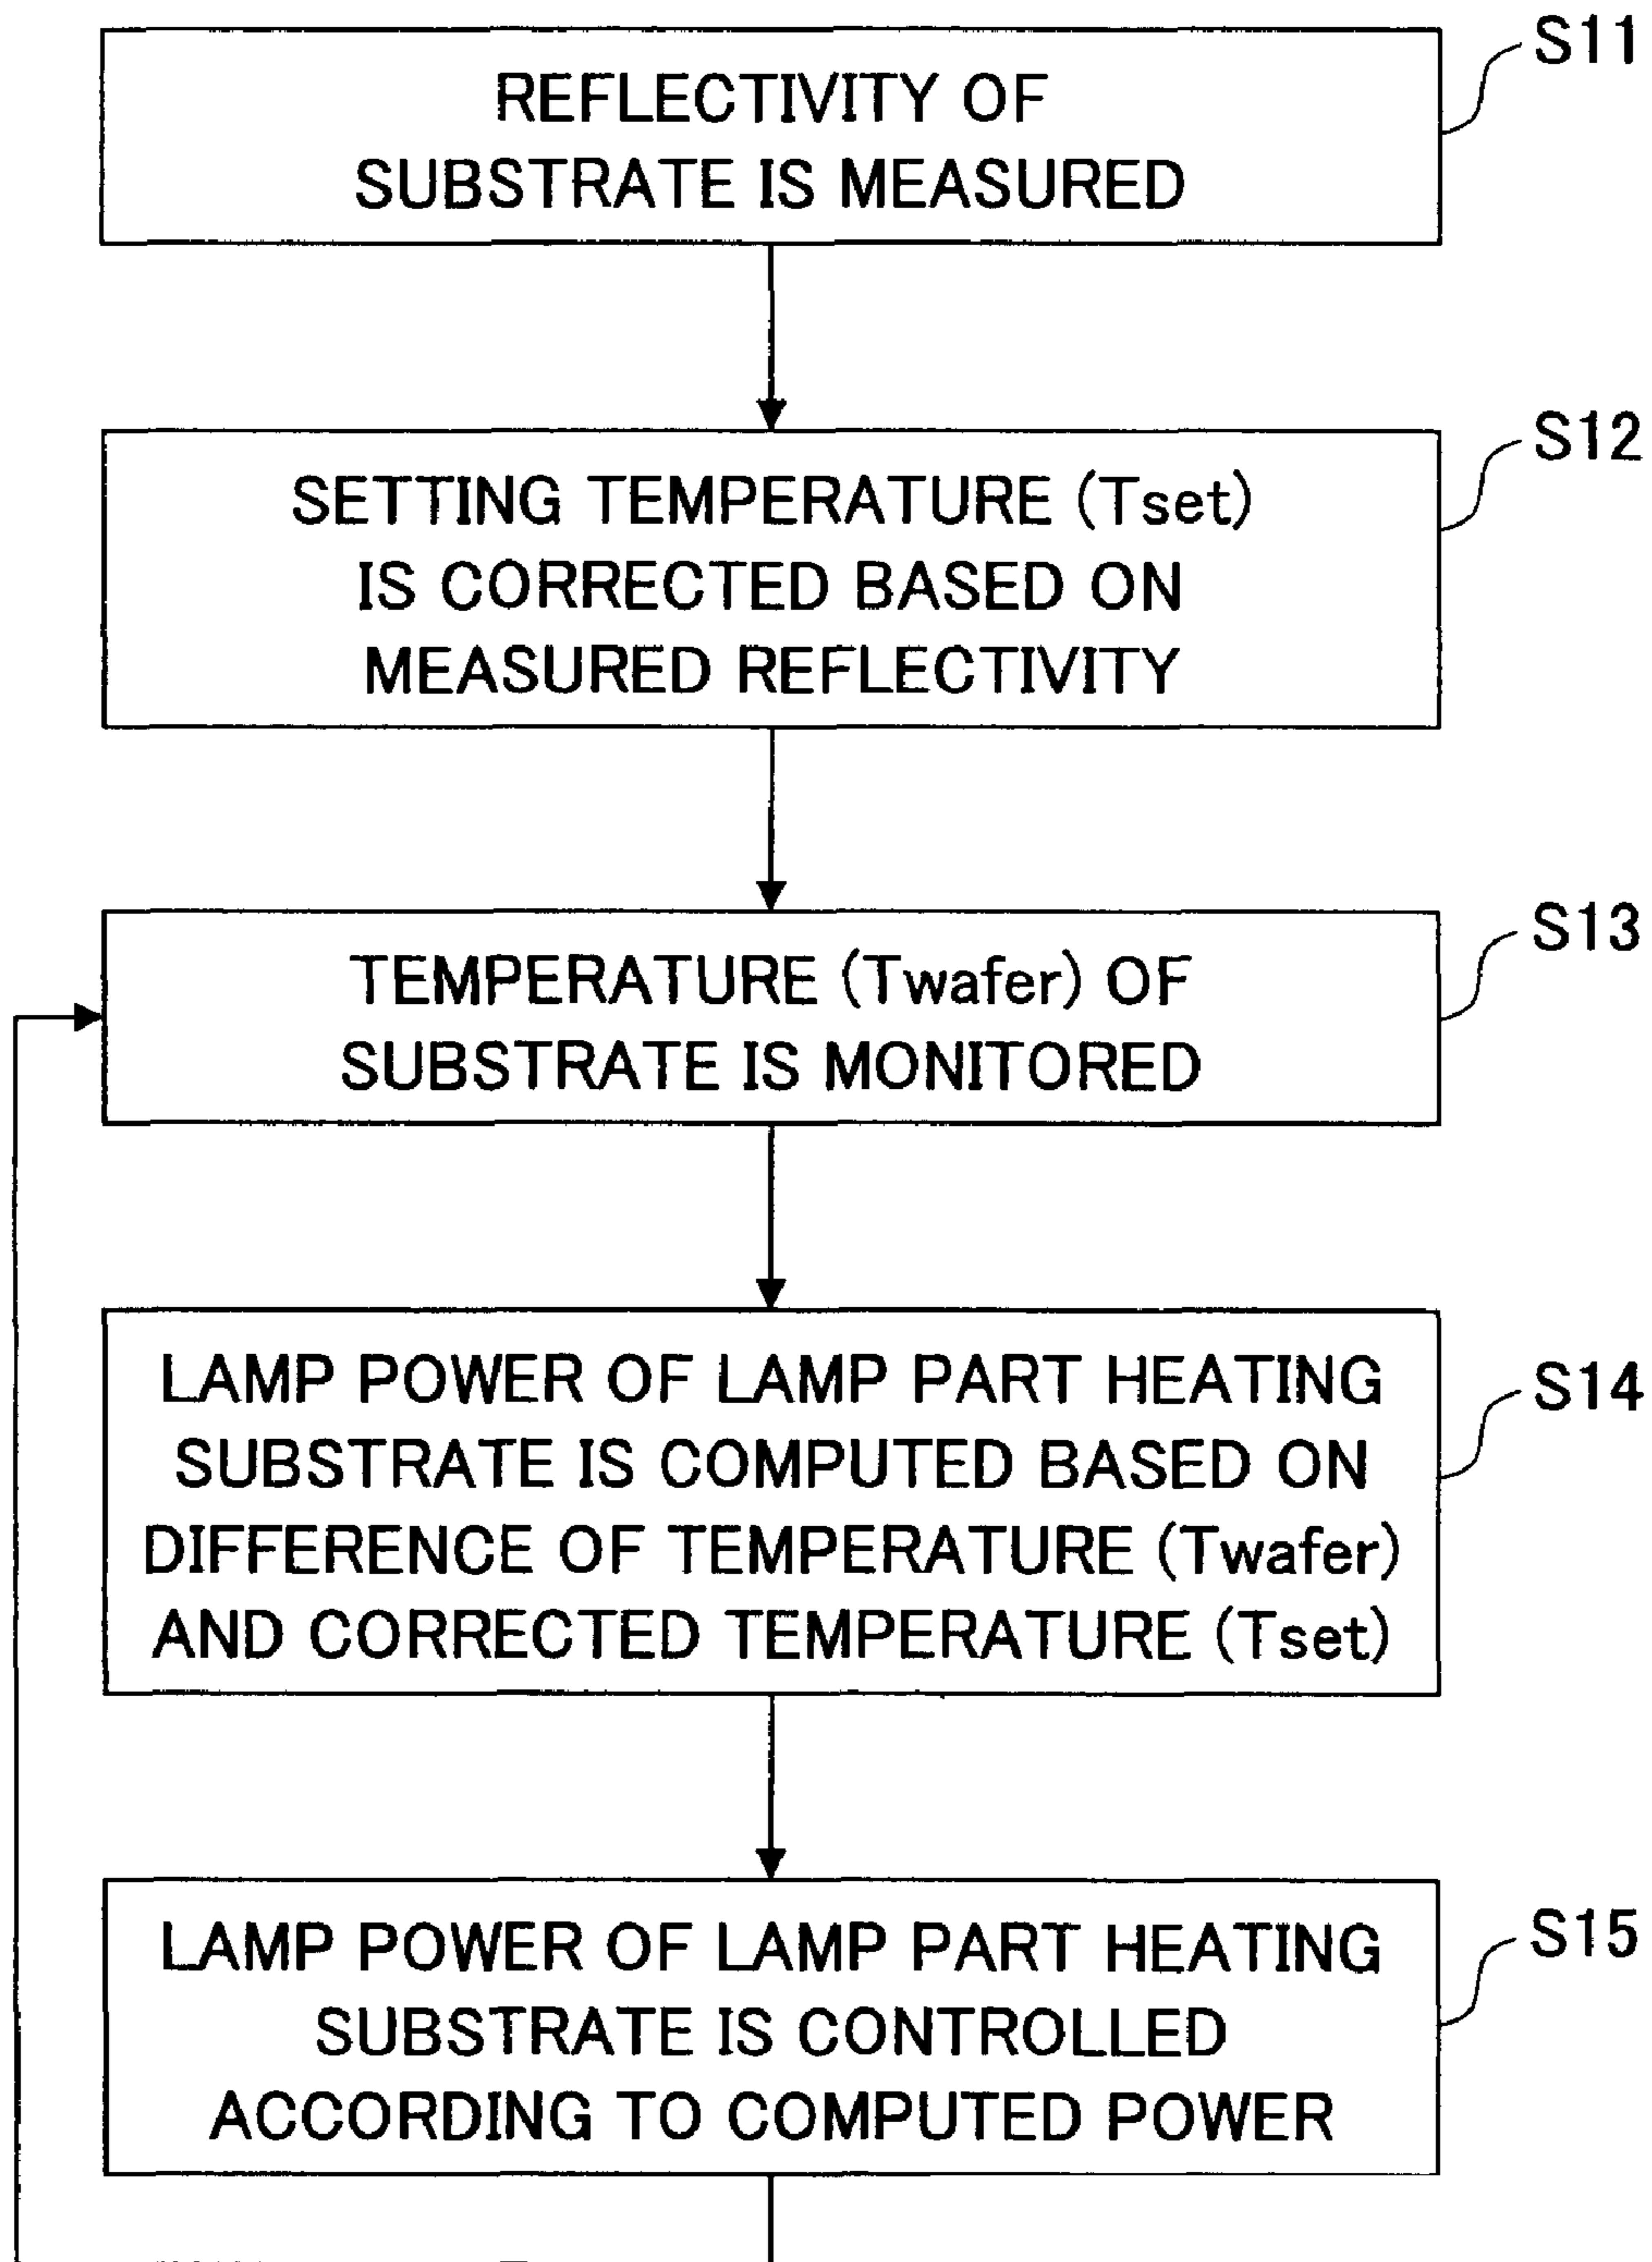 S11
REFLECTIVITY OF
SUBSTRATE IS MEASURED
S12
SETTING TEMPERATURE (Tset)
IS CORRECTED BASED ON
MEASURED REFLECTIVITY
S13
TEMPERATURE (Twafer) OF
SUBSTRATE IS MONITORED
S14
LAMP POWER OF LAMP PART HEATING
SUBSTRATE IS COMPUTED BASED ON
DIFFERENCE OF TEMPERATURE (Twafer)
AND CORRECTED TEMPERATURE (Tset)
S15
LAMP POWER OF LAMP PART HEATING
SUBSTRATE IS CONTROLLED
ACCORDING TO COMPUTED POWER